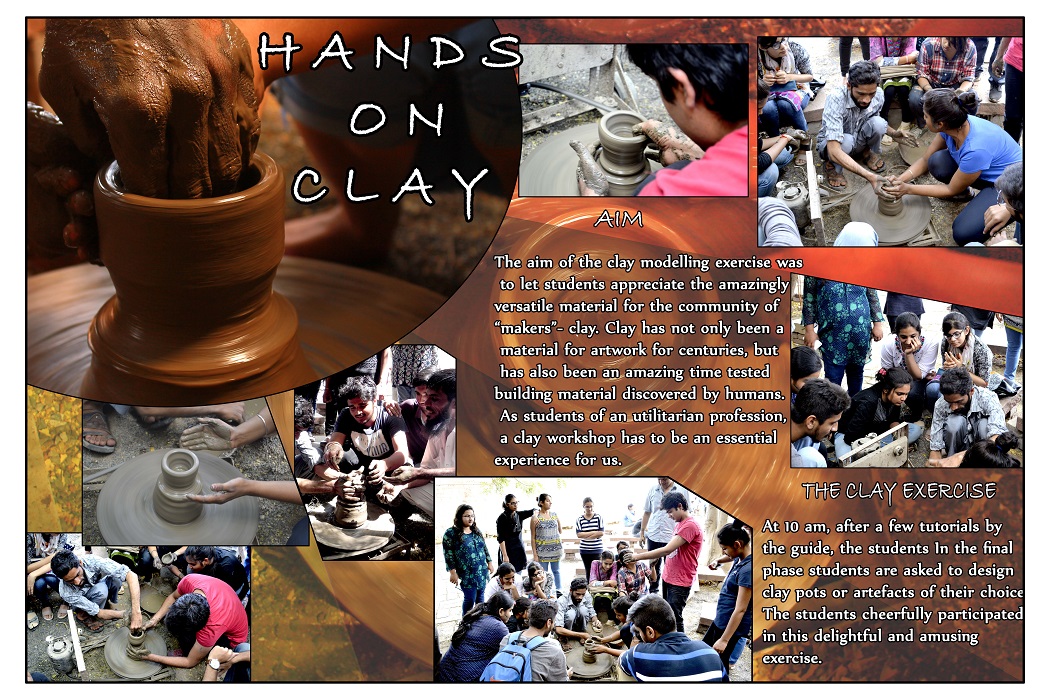 HANDS
ON
CLAY
AIM
The aim of the clay modelling exercise was
to let students appreciate the amazingly
versatile material for the community of
“makers”- clay. Clay has not only been a
material for artwork for centuries, but
has also been an amazing time tested
building material discovered by humans.
As students of an utilitarian profession,
a clay workshop has to be an essential
experience for us.
THE CLAY EXERCISE
At 10 am, after a few tutorials by
the guide, the students In the final
phase students are asked to design
clay pots or artefacts of their choice
The students cheerfully participated
in this delightful and amusing
exercise.